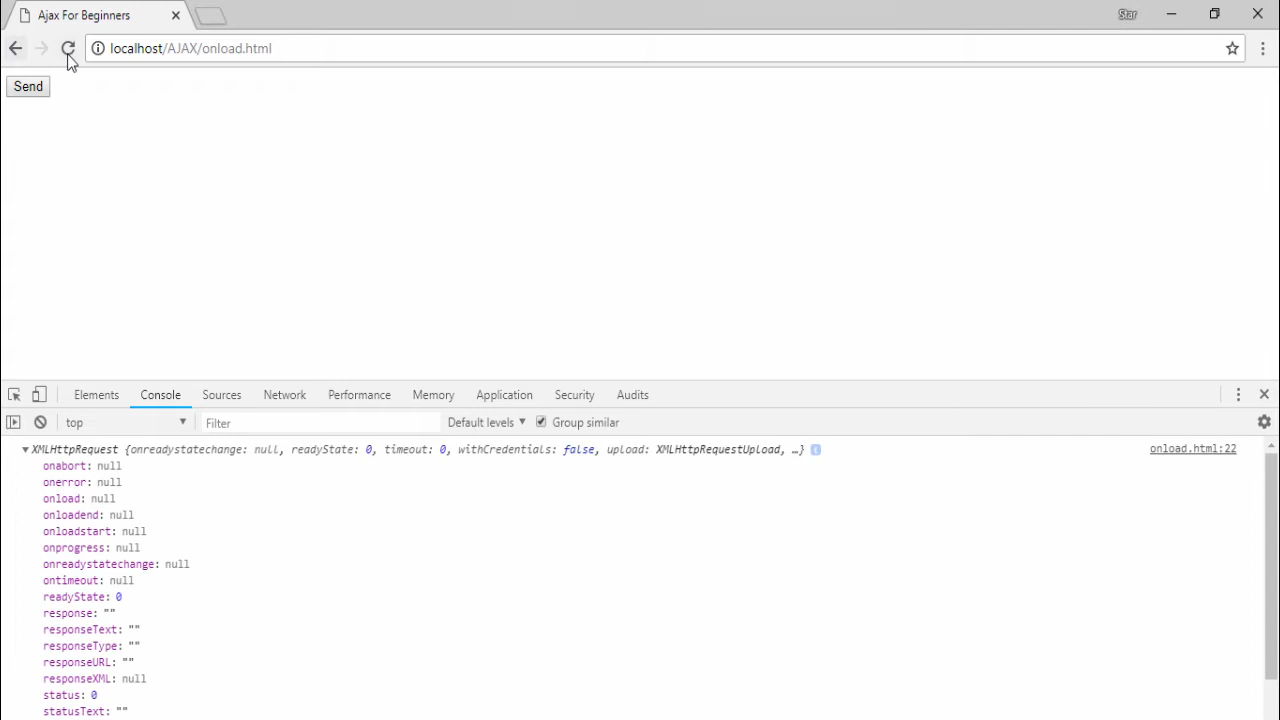 Ajax For Beginners
Star
localhost/AJAX/onload.html
Send
Elements Console Sources Network Performance Memory Application Security Audits
top Filter Default levels Group similar
XMLHttpRequest {onreadystatechange: null, readyState: 0, timeout: 0, withCredentials: false, upload: XMLHttpRequestUpload, …} i onload.html:22
onabort: null
onerror: null
onload: null
onloadend: null
onloadstart: null
onprogress: null
onreadystatechange: null
ontimeout: null
readyState: 0
response: ""
responseText: ""
responseType: ""
responseURL: ""
responseXML: null
status: 0
statusText: ""